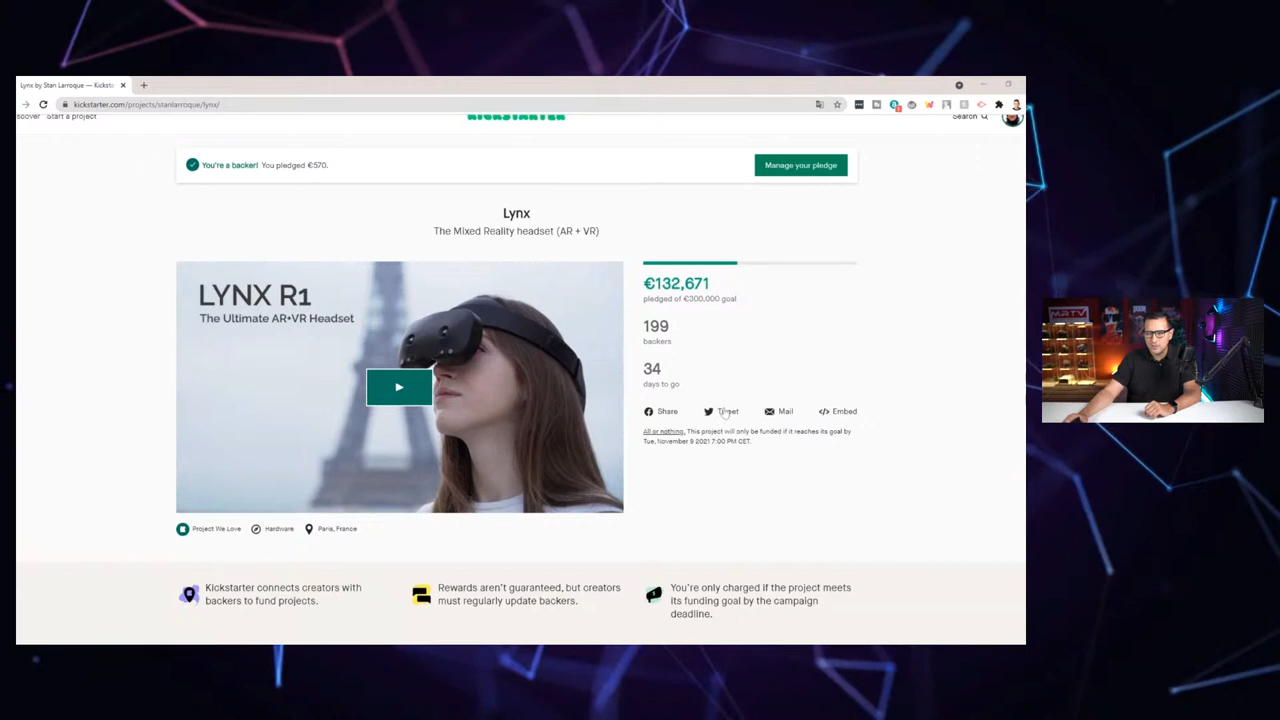 Lynx by Stan Larroque — Kicksta
kickstarter.com/projects/stanlarroque/lynx/
Start a project
KICKSTARTER
Search
You're a backer! You pledged €570.
Manage your pledge
Lynx
The Mixed Reality headset (AR + VR)
LYNX R1
The Ultimate AR+VR Headset
€132,671
pledged of €300,000 goal
199
backers
34
days to go
Share
Tweet
Mail
Embed
All or nothing. This project will only be funded if it reaches its goal by
Tue, November 9 2021 7:00 PM CET.
MRTV
Project We Love
Hardware
Paris, France
Kickstarter connects creators with
backers to fund projects.
Rewards aren't guaranteed, but creators
must regularly update backers.
You're only charged if the project meets
its funding goal by the campaign
deadline.